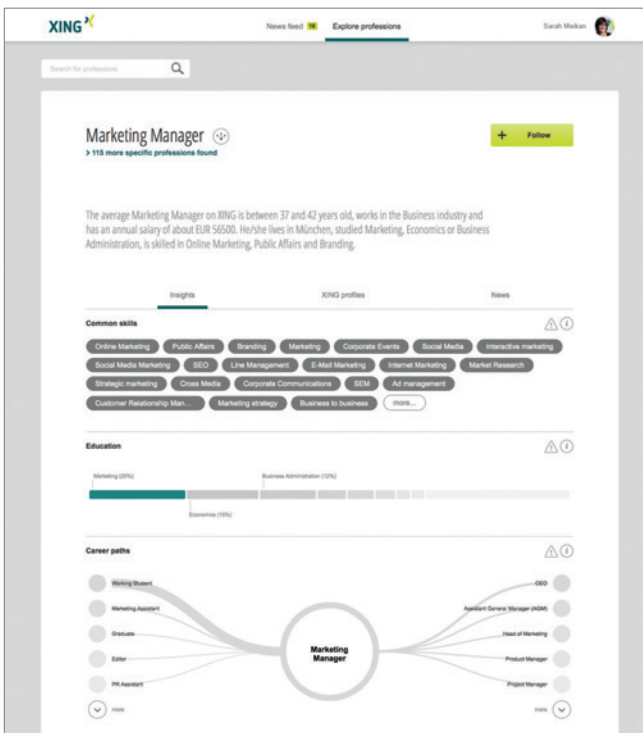 XING
News feed 16 Explore professions
Sarah Meikan
Search for professions
Marketing Manager
> 115 more specific professions found
+ Follow
The average Marketing Manager on XING is between 37 and 42 years old, works in the Business industry and
has an annual salary of about EUR 56500. He/she lives in München, studied Marketing, Economics or Business
Administration, is skilled in Online Marketing, Public Affairs and Branding.
Insights XING profiles News
Common skills
Online Marketing Public Affairs Branding Marketing Corporate Events Social Media Interactive marketing
Social Media Marketing SEO Line Management E-Mail Marketing Internet Marketing Market Research
Strategic marketing Cross Media Corporate Communications SEM Ad management
Customer Relationship Man... Marketing strategy Business to business more...
Education
Marketing (20%) Business Administration (12%)
Economics (15%)
Career paths
Working Student
Marketing Assistant
Graduate
Editor
PR Assistant
more
Marketing
Manager
CEO
Assistant General Manager (AGM)
Head of Marketing
Product Manager
Project Manager
more